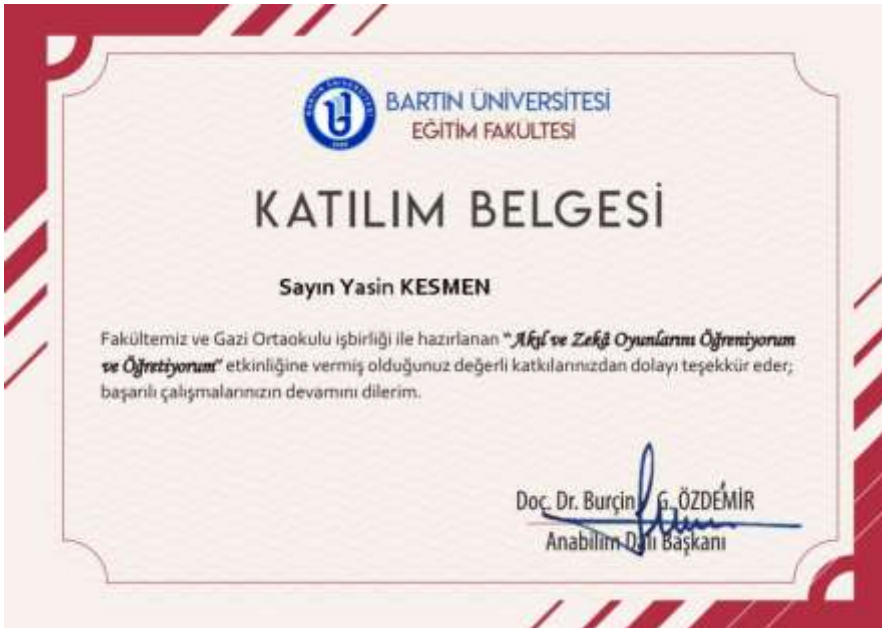 BARTIN ÜNİVERSİTESİ
EĞİTİM FAKÜLTESİ
KATILIM BELGESİ
Sayın Yasin KESMEN
Fakültemiz ve Gazi Ortaokulu işbirliği ile hazırlanan "Akıl ve Zekâ Oyunlarını Öğreniyorum
ve Öğretiyorum" etkinliğine vermiş olduğunuz değerli katkılarınızdan dolayı teşekkür eder;
başarılı çalışmalarınızın devamını dilerim.
Doç. Dr. Burçin G. ÖZDEMİR
Anabilim Dalı Başkanı